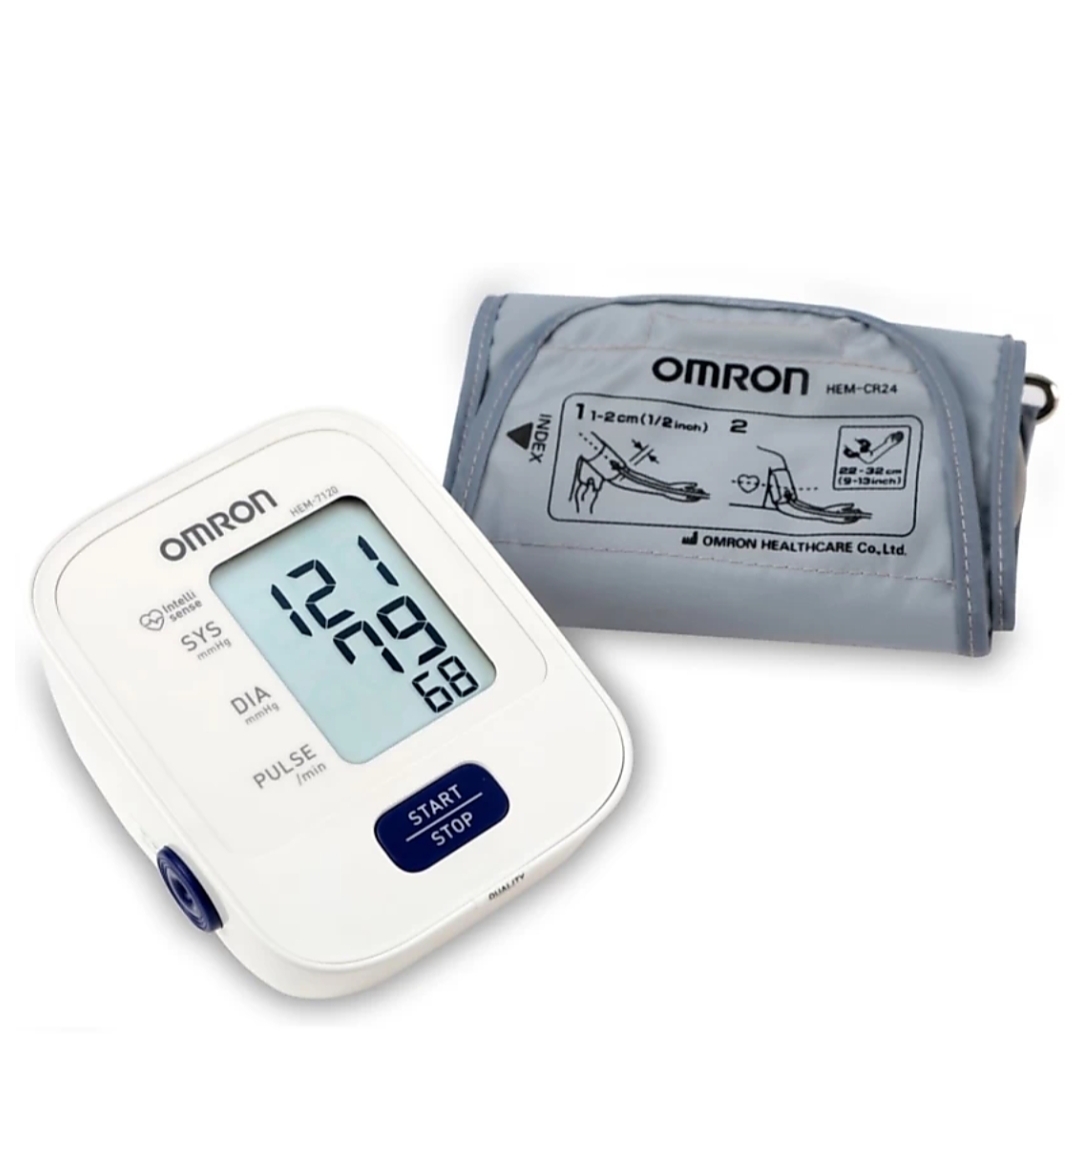 OMRON HEM-CR24
INDEX
1 1-2cm(1/2inch) 2
22-32cm
(9-13inch)
OMRON HEALTHCARE Co.,Ltd.
OMRON HEM-7120
Intelli
sense
SYS
mmHg
121
DIA
mmHg
79
PULSE
/min
68
START
STOP
QUALITY